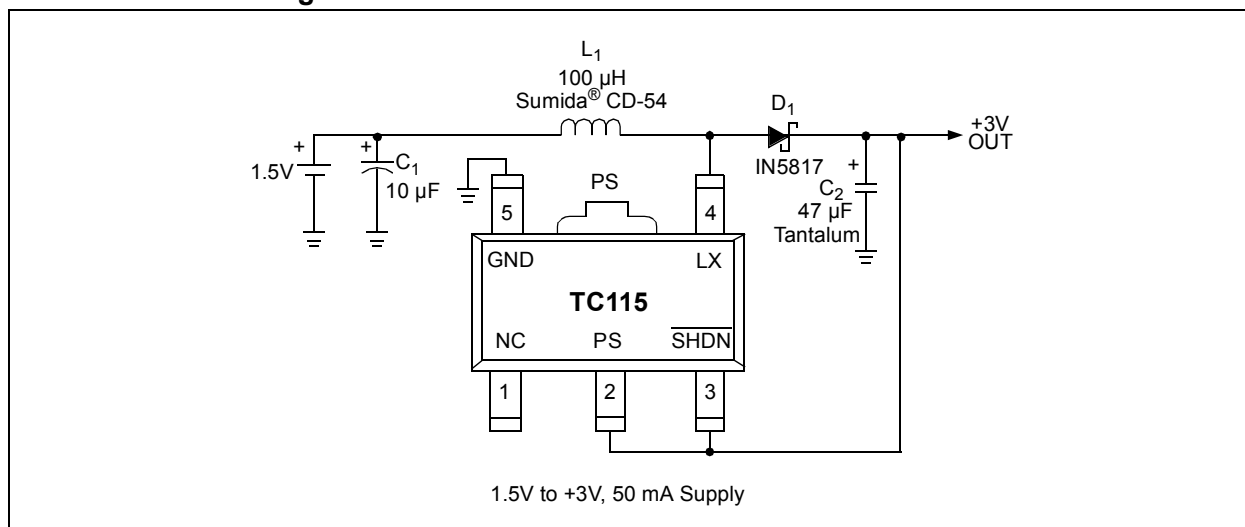 L1
100 µH
Sumida® CD-54
D1
+3V
OUT
+
1.5V
+
C1
10 µF
IN5817
+
C2
47 µF
Tantalum
PS
5
4
GND
LX
TC115
NC
PS
SHDN
1
2
3
1.5V to +3V, 50 mA Supply